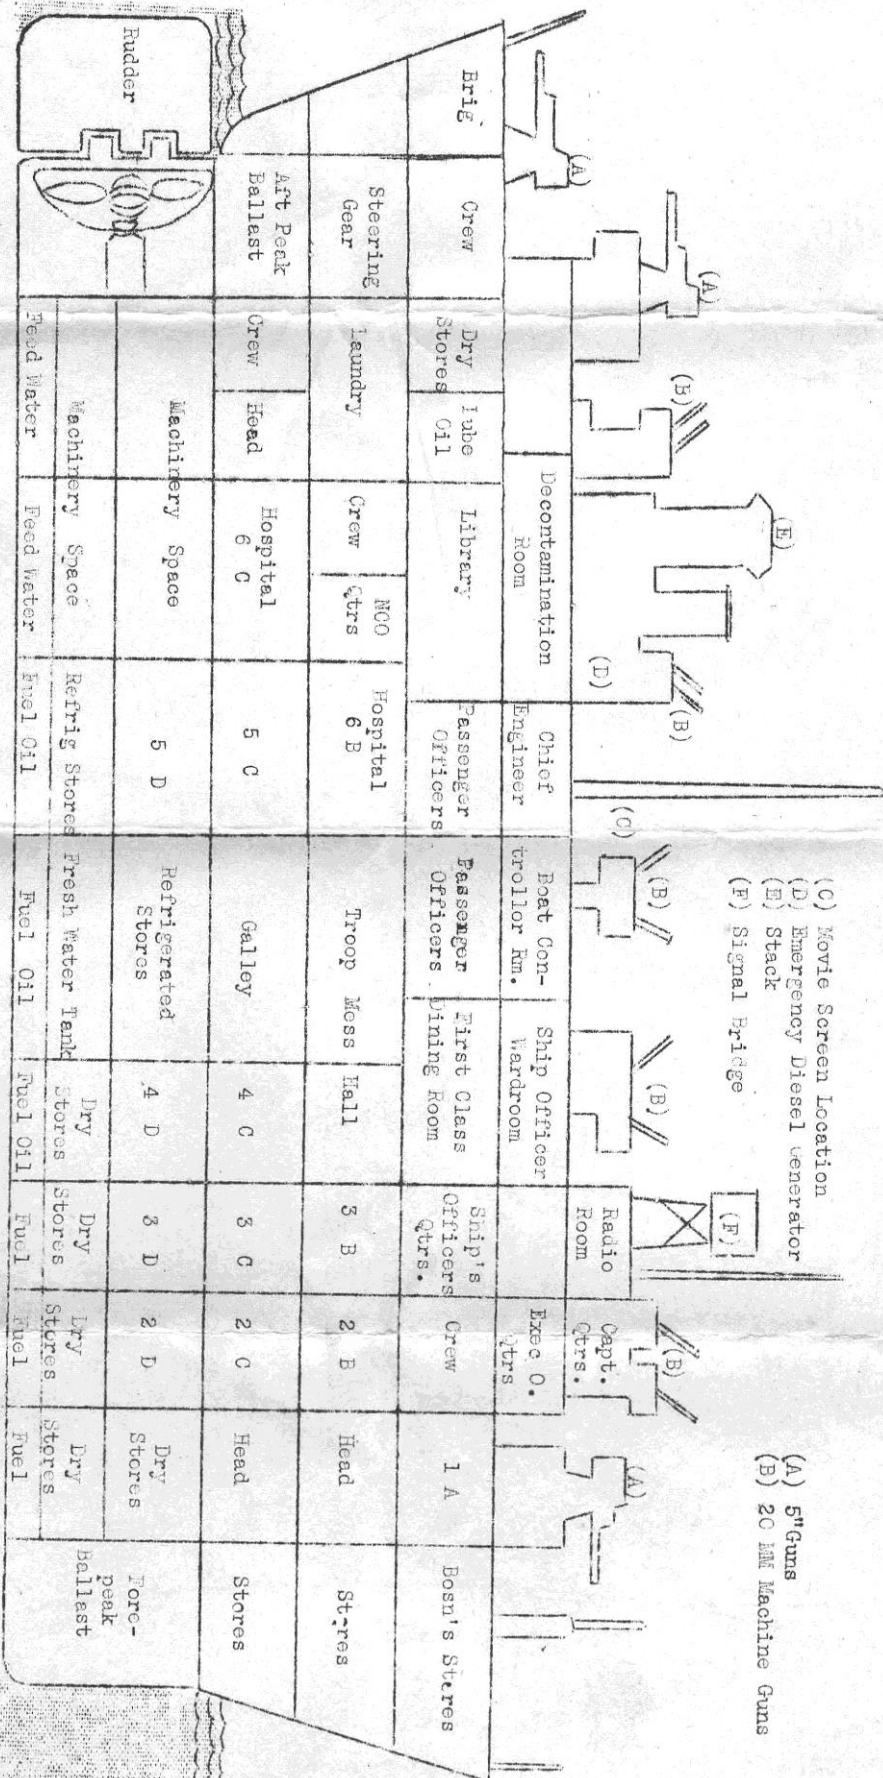 (A) 5"Guns
(B) 20 MM Machine Guns
(C) Movie Screen Location
(D) Emergency Diesel Generator
(E) Stack
(F) Signal Bridge
(A)
(A)
(B)
(E)
(D)
(B)
(C)
(B)
(B)
(F)
(B)
(A)
Radio
Room
Capt.
Qtrs.
Decontamination
Room
Chief
Engineer
Boat Con-
trollor Rm.
Ship Officer
Wardroom
Exec O.
Qtrs
Brig
Crew
Dry
Stores
Lube
Oil
Library
Passenger
Officers
Passenger
Officers
First Class
Dining Room
Ship's
Officers
Qtrs.
Crew
1 A
Bosn's Stores
Steering
Gear
Laundry
Crew
NCO
Qtrs
Hospital
6 B
Troop Mess Hall
3 B
2 B
Head
Stores
Aft Peak
Ballast
Crew
Head
Hospital
6 C
5 C
Galley
4 C
3 C
2 C
Head
Stores
Rudder
Machinery Space
5 D
Refrigerated
Stores
4 D
3 D
2 D
Dry
Stores
Fore-
peak
Ballast
Machinery Space
Refrig Stores
Fresh Water Tank
Dry
Stores
Dry
Stores
Dry
Stores
Dry
Stores
Feed Water
Feed Water
Fuel Oil
Fuel Oil
Fuel Oil
Fuel
Fuel
Fuel